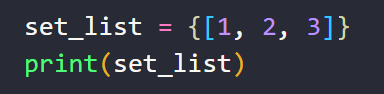 set_list = {[1, 2, 3]}
print(set_list)